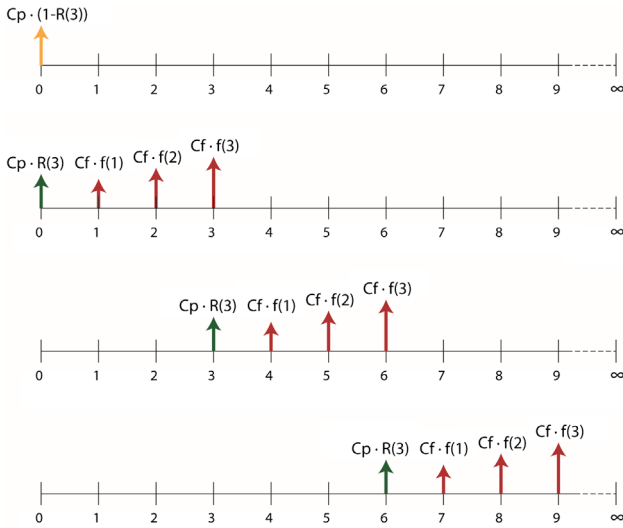 Cp · (1-R(3))
0 1 2 3 4 5 6 7 8 9 ∞
Cp · R(3) Cf · f(1) Cf · f(2) Cf · f(3)
0 1 2 3 4 5 6 7 8 9 ∞
Cp · R(3) Cf · f(1) Cf · f(2) Cf · f(3)
0 1 2 3 4 5 6 7 8 9 ∞
Cp · R(3) Cf · f(1) Cf · f(2) Cf · f(3)
0 1 2 3 4 5 6 7 8 9 ∞